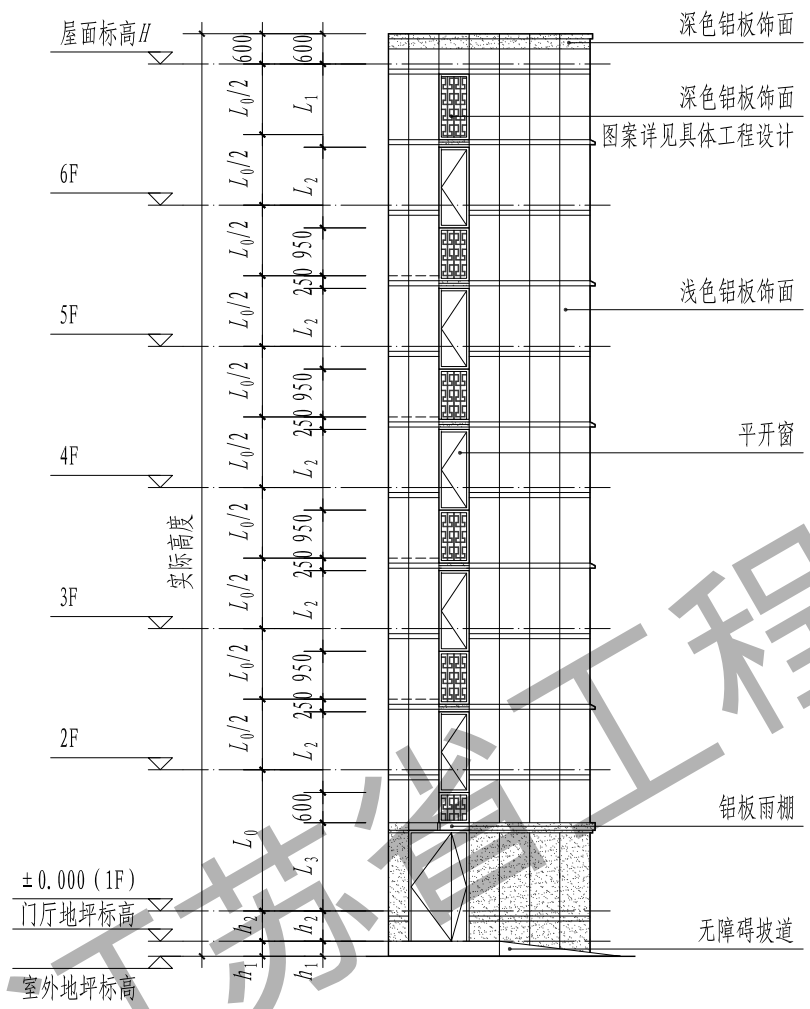 屋面标高H
600
600
深色铝板饰面
L0/2
L1
深色铝板饰面
图案详见具体工程设计
6F
L0/2
L2
L0/2
950
250
浅色铝板饰面
5F
L0/2
L2
L0/2
950
250
平开窗
4F
L0/2
L2
L0/2
950
250
实际高度
3F
L0/2
L2
L0/2
950
250
2F
L0/2
L2
600
铝板雨棚
L0
L3
±0.000(1F)
门厅地坪标高
h2
h2
无障碍坡道
室外地坪标高
h1
h1
江苏省工程